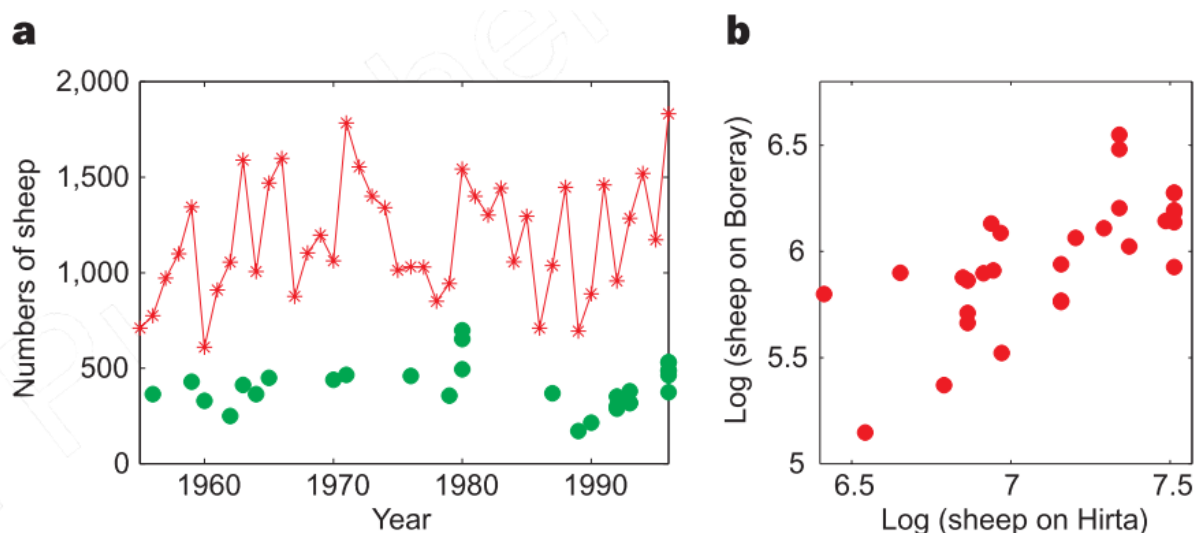 a
2,000
1,500
1,000
500
0
1960 1970 1980 1990
Year
Numbers of sheep
b
6.5
6
5.5
5
6.5 7 7.5
Log (sheep on Hirta)
Log (sheep on Boreray)